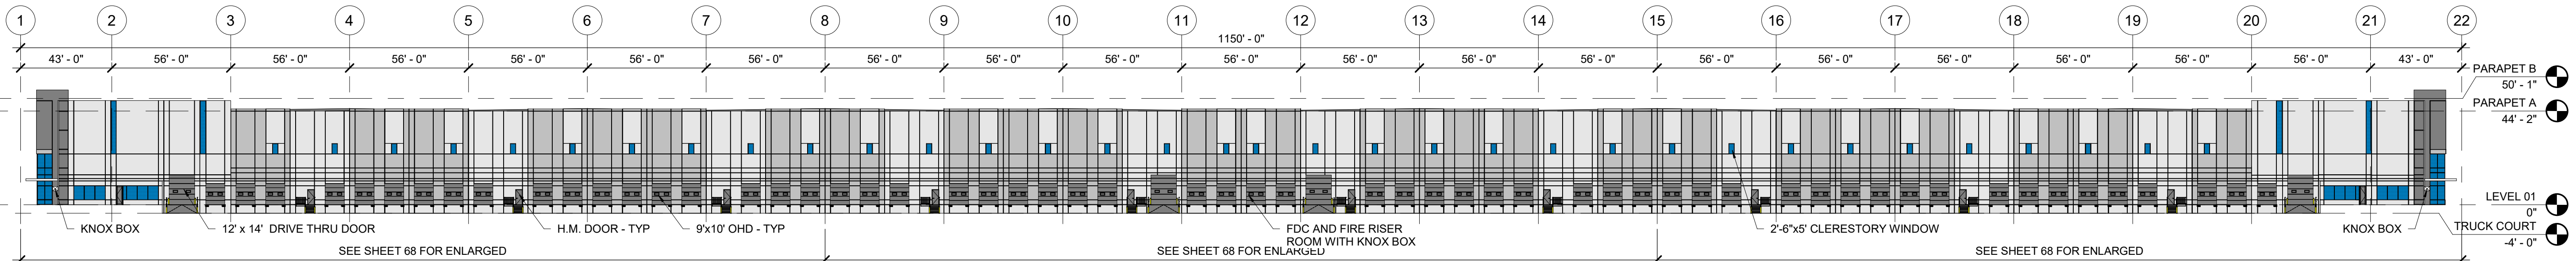 1 2 3 4 5 6 7 8 9 10 11 12 13 14 15 16 17 18 19 20 21 22
1150' - 0"
43' - 0" 56' - 0" 56' - 0" 56' - 0" 56' - 0" 56' - 0" 56' - 0" 56' - 0" 56' - 0" 56' - 0" 56' - 0" 56' - 0" 56' - 0" 56' - 0" 56' - 0" 56' - 0" 56' - 0" 56' - 0" 56' - 0" 56' - 0" 43' - 0"
PARAPET B
50' - 1"
PARAPET A
44' - 2"
LEVEL 01
0"
TRUCK COURT
-4' - 0"
KNOX BOX
12' x 14' DRIVE THRU DOOR
H.M. DOOR - TYP
9'x10' OHD - TYP
FDC AND FIRE RISER
ROOM WITH KNOX BOX
2'-6"x5' CLERESTORY WINDOW
KNOX BOX
SEE SHEET 68 FOR ENLARGED
SEE SHEET 68 FOR ENLARGED
SEE SHEET 68 FOR ENLARGED